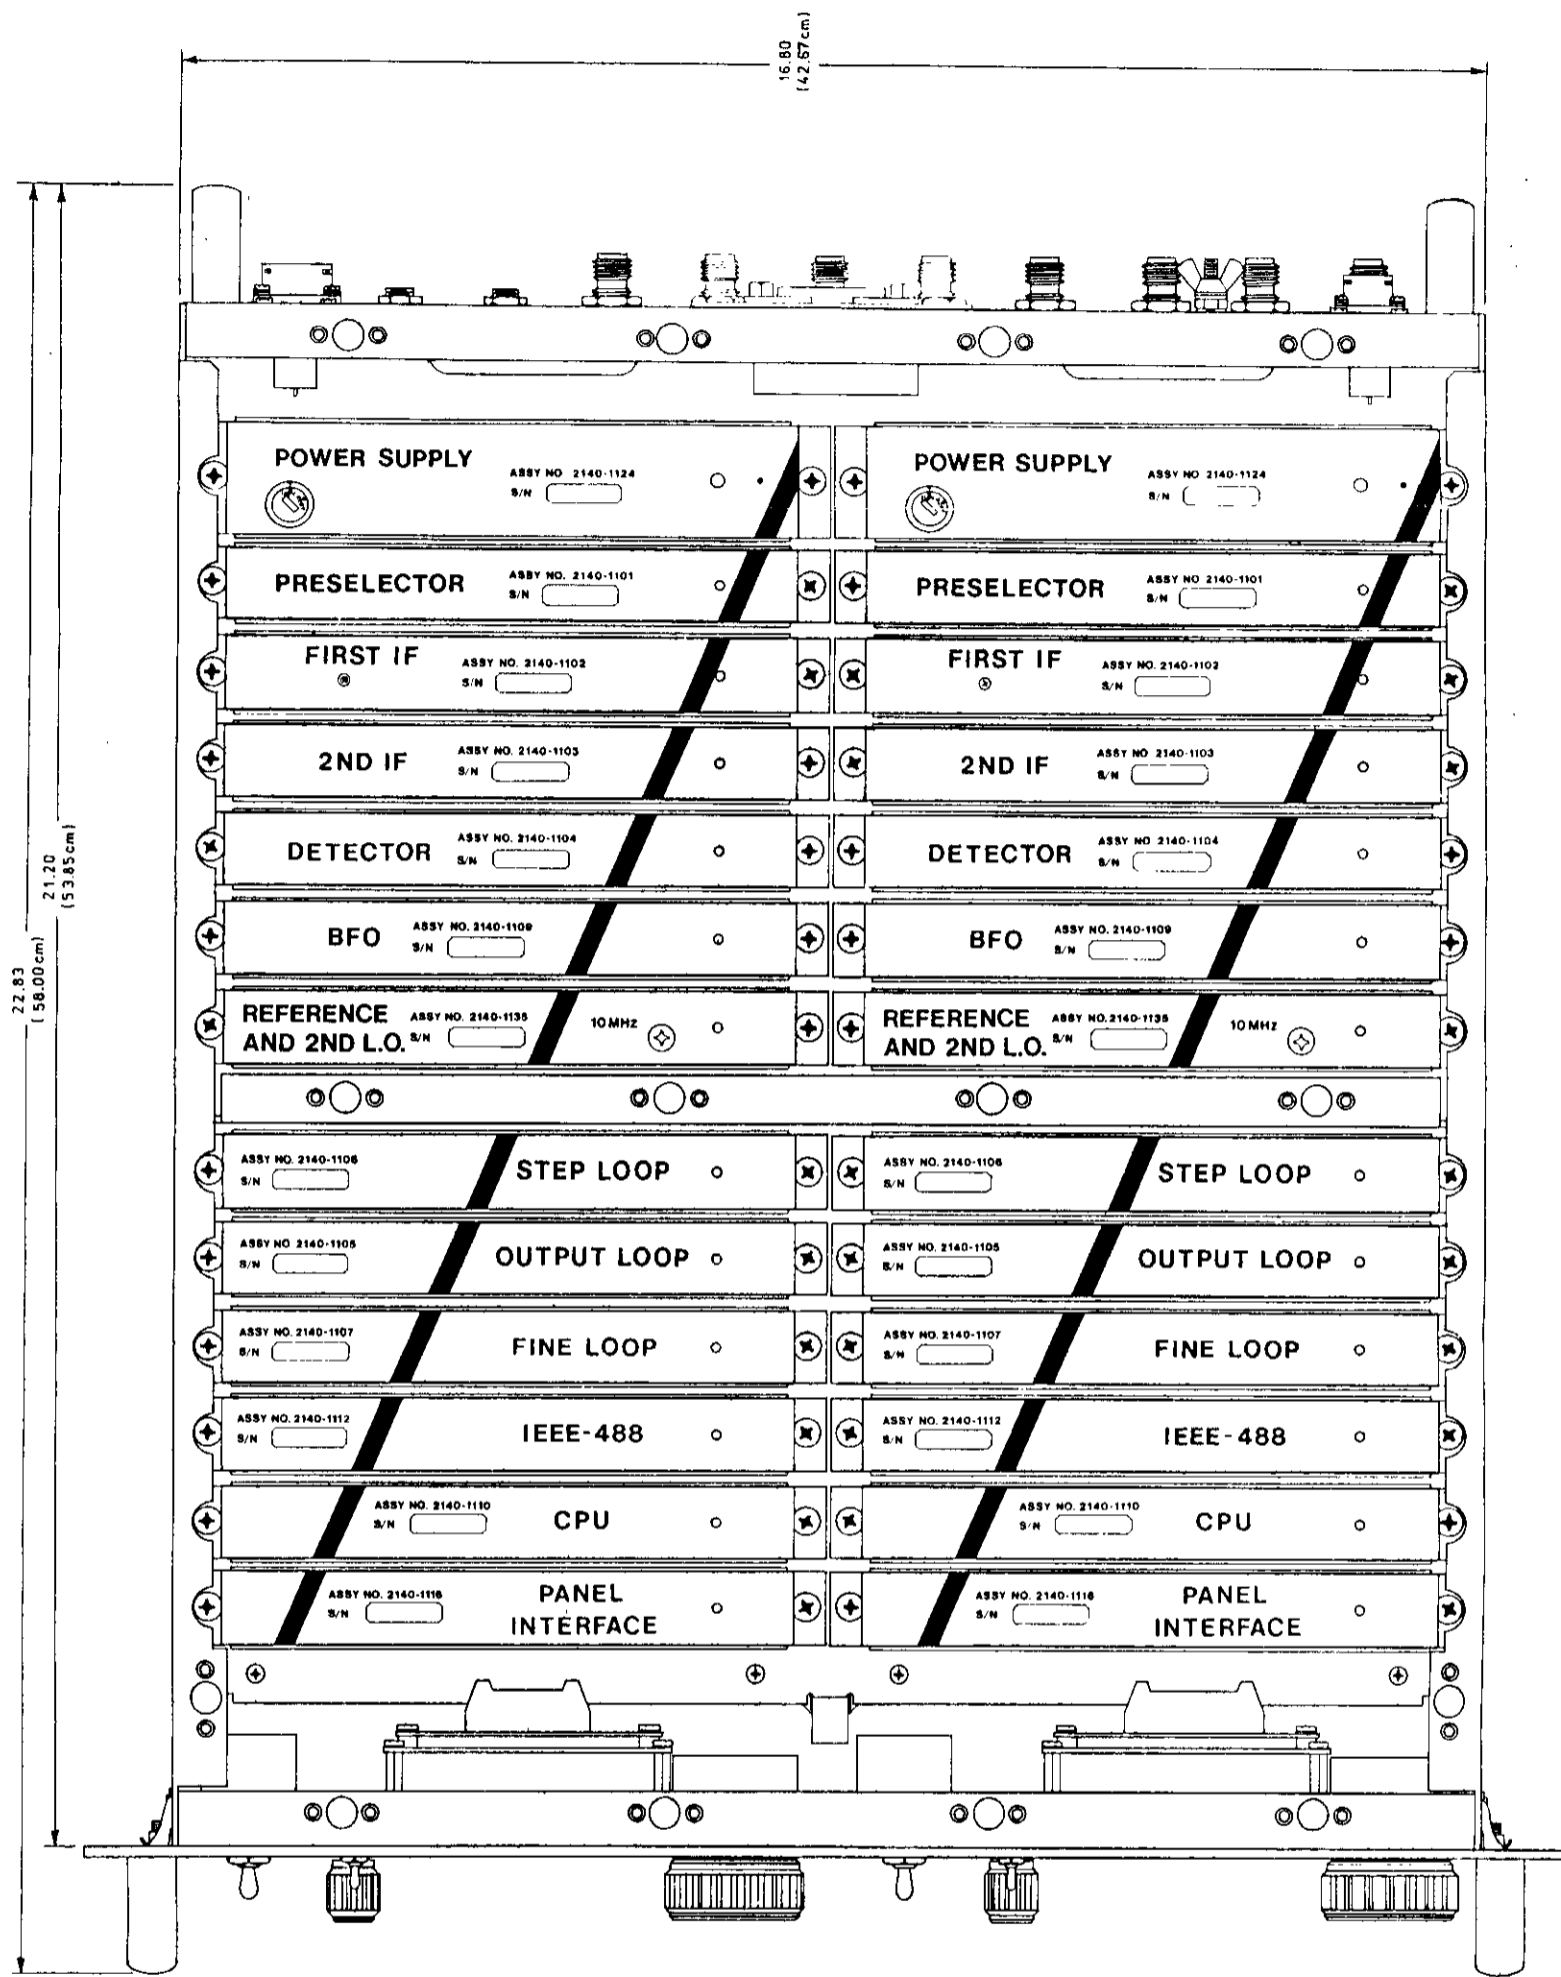 16.80
(42.67cm)
22.83
(58.00cm)
21.20
(53.85cm)
POWER SUPPLY
ASSY NO 2140-1124
S/N
PRESELECTOR
ASSY NO. 2140-1101
S/N
FIRST IF
ASSY NO. 2140-1102
S/N
2ND IF
ASSY NO. 2140-1103
S/N
DETECTOR
ASSY NO. 2140-1104
S/N
BFO
ASSY NO. 2140-1109
S/N
REFERENCE
AND 2ND L.O.
ASSY NO. 2140-1135
S/N
10MHz
ASSY NO. 2140-1106
S/N
STEP LOOP
ASSY NO. 2140-1105
S/N
OUTPUT LOOP
ASSY NO. 2140-1107
S/N
FINE LOOP
ASSY NO. 2140-1112
S/N
IEEE-488
ASSY NO. 2140-1110
S/N
CPU
ASSY NO. 2140-1116
S/N
PANEL
INTERFACE
POWER SUPPLY
ASSY NO 2140-1124
S/N
PRESELECTOR
ASSY NO 2140-1101
S/N
FIRST IF
ASSY NO. 2140-1102
S/N
2ND IF
ASSY NO. 2140-1103
S/N
DETECTOR
ASSY NO 2140-1104
S/N
BFO
ASSY NO. 2140-1109
S/N
REFERENCE
AND 2ND L.O.
ASSY NO. 2140-1135
S/N
10MHz
ASSY NO. 2140-1106
S/N
STEP LOOP
ASSY NO. 2140-1105
S/N
OUTPUT LOOP
ASSY NO. 2140-1107
S/N
FINE LOOP
ASSY NO. 2140-1112
S/N
IEEE-488
ASSY NO. 2140-1110
S/N
CPU
ASSY NO. 2140-1116
S/N
PANEL
INTERFACE